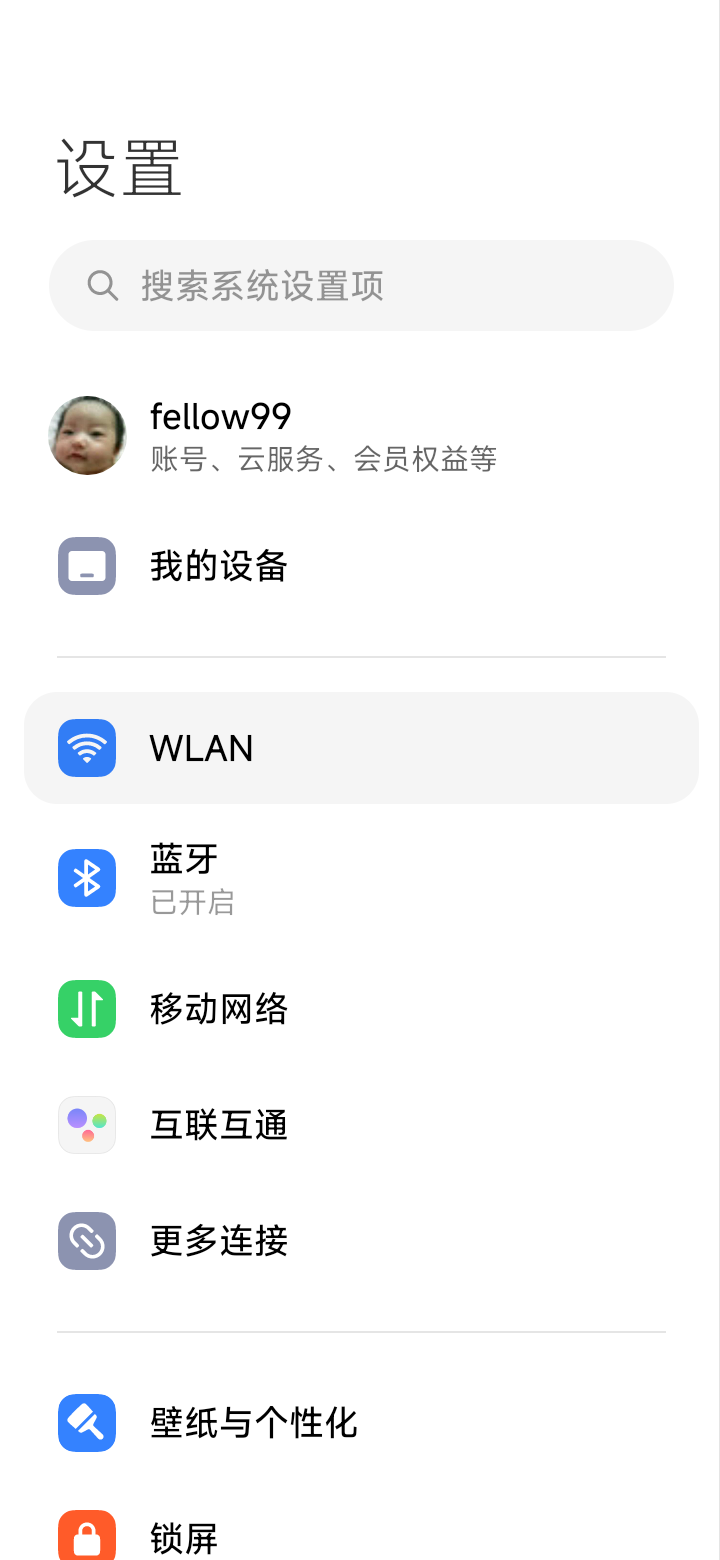 设置
搜索系统设置项
fellow99
账号、云服务、会员权益等
我的设备
WLAN
蓝牙
已开启
移动网络
互联互通
更多连接
壁纸与个性化
锁屏